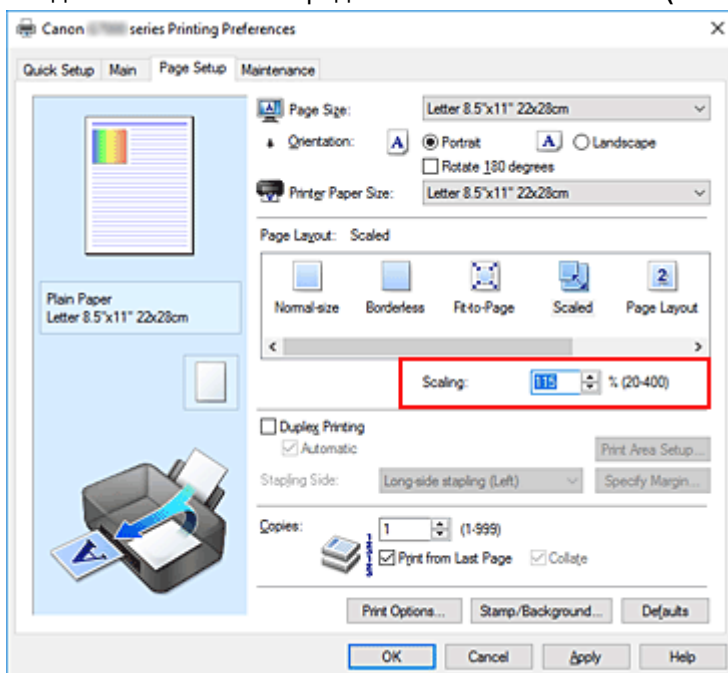 Canon series Printing Preferences
Quick Setup Main Page Setup Maintenance
Page Size: Letter 8.5"x11" 22x28cm
Orientation: A Portrait A Landscape
Rotate 180 degrees
Printer Paper Size: Letter 8.5"x11" 22x28cm
Page Layout: Scaled
Normal-size Borderless Fit-to-Page Scaled 2 Page Layout
Plain Paper
Letter 8.5"x11" 22x28cm
Scaling: 115 % (20-400)
Duplex Printing
Automatic
Print Area Setup...
Stapling Side: Long-side stapling (Left) Specify Margin...
Copies: 1 (1-999)
Print from Last Page Collate
Print Options... Stamp/Background... Defaults
OK Cancel Apply Help